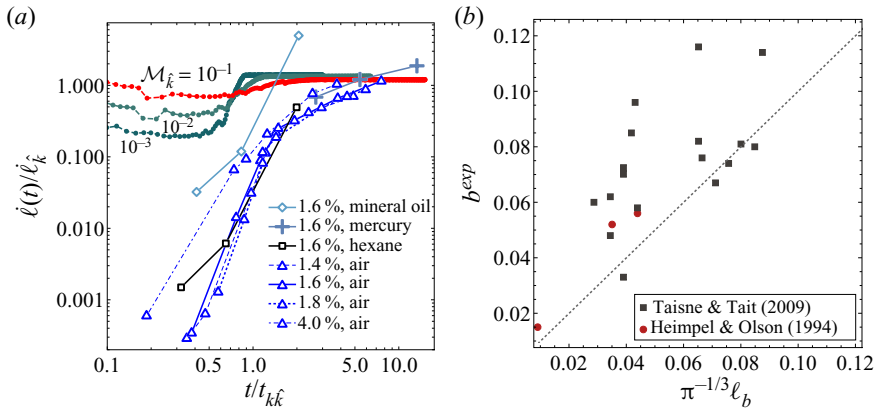 (a)
1.000
0.100
0.010
0.001
ℓ̇(t)/ℓ̇_k̂
ℳ_k̂ = 10⁻¹
10⁻²
10⁻³
1.6 %, mineral oil
1.6 %, mercury
1.6 %, hexane
1.4 %, air
1.6 %, air
1.8 %, air
4.0 %, air
0.1 0.5 1.0 5.0 10.0
t/t_kk̂
(b)
0.12
0.10
0.08
0.06
0.04
0.02
b^exp
Taisne & Tait (2009)
Heimpel & Olson (1994)
0.02 0.04 0.06 0.08 0.10 0.12
π^−1/3 ℓ_b